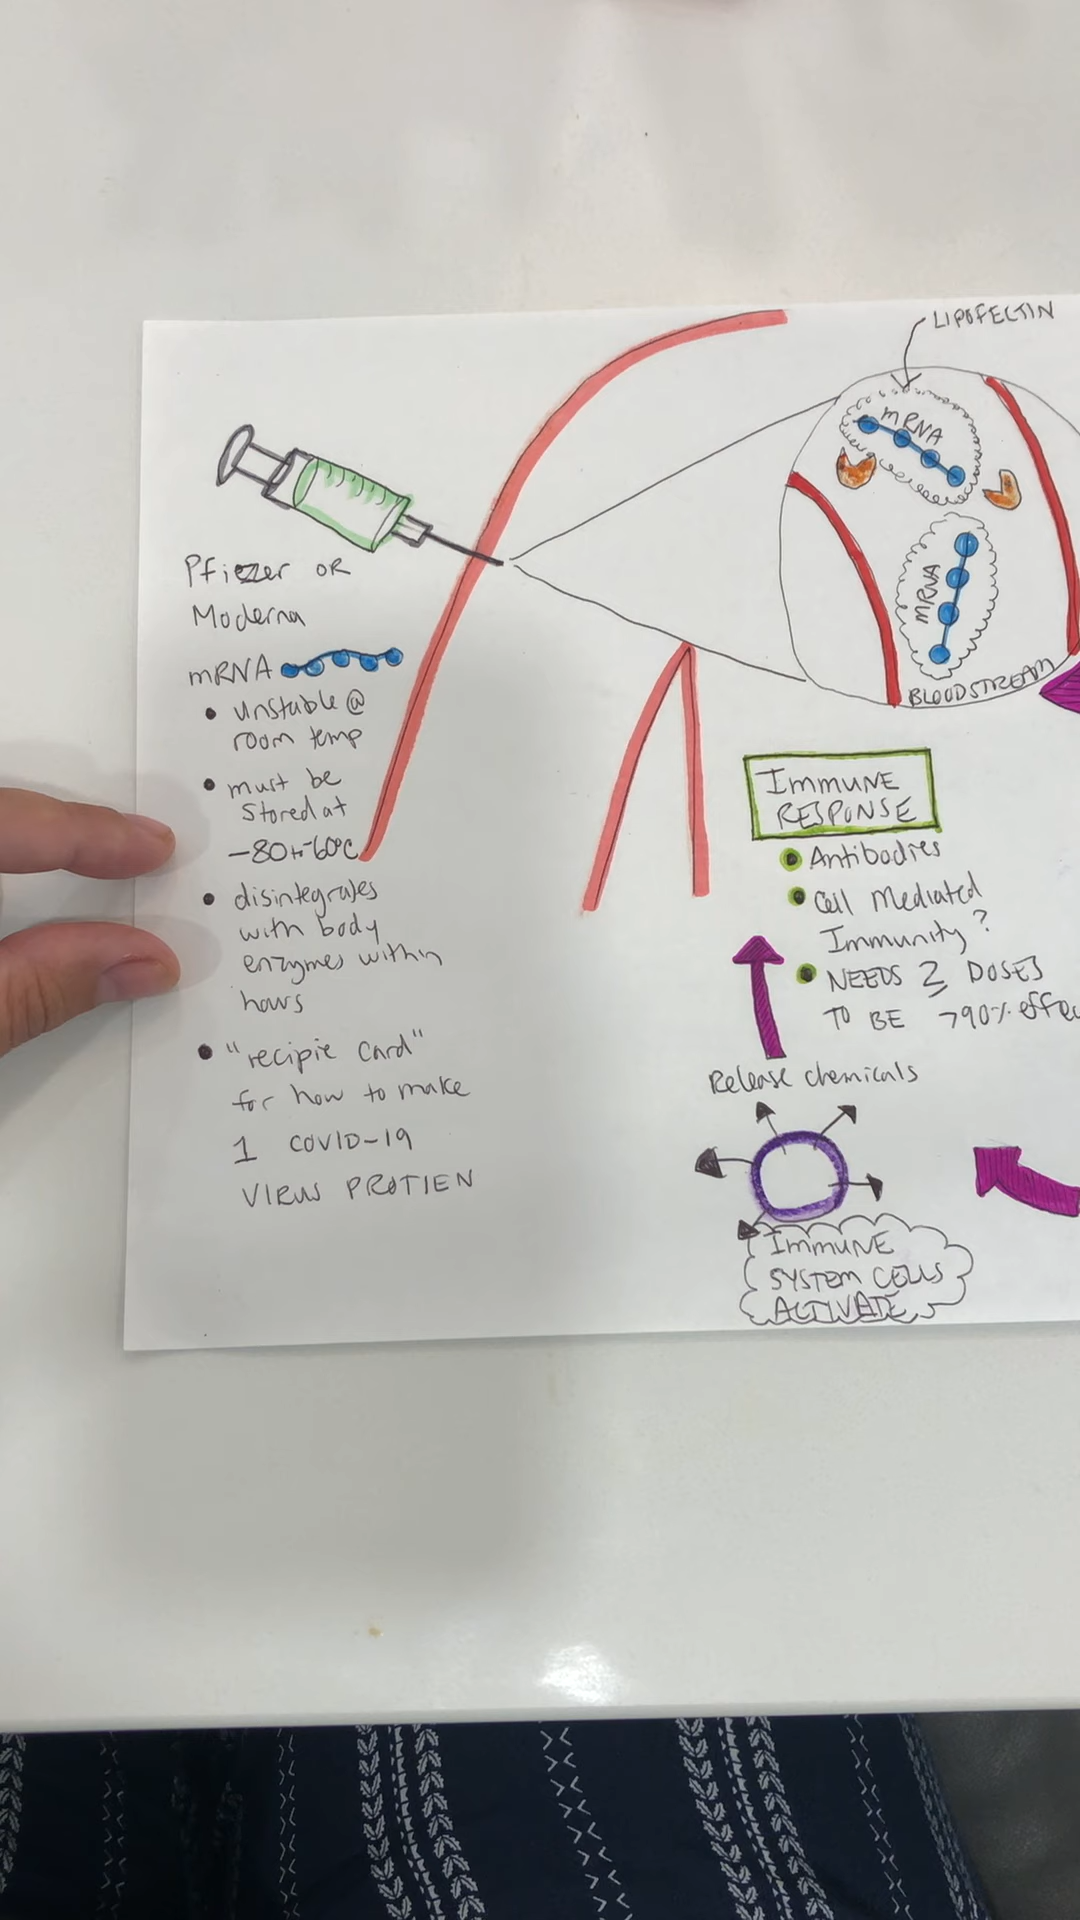 LIPOFECTIN
mRNA
mRNA
BLOODSTREAM
Pfiezer OR
Moderna
mRNA
• unstable @
room temp
• must be
stored at
-80 to -60°C
• disintegrates
with body
enzymes within
hours
• "recipie card"
for how to make
1 COVID-19
VIRUS PROTIEN
IMMUNE
RESPONSE
• Antibodies
• Cell Mediated
Immunity?
• NEEDS 2 DOSES
TO BE >90%
Release chemicals
IMMUNE
SYSTEM CELLS
ACTIVATE